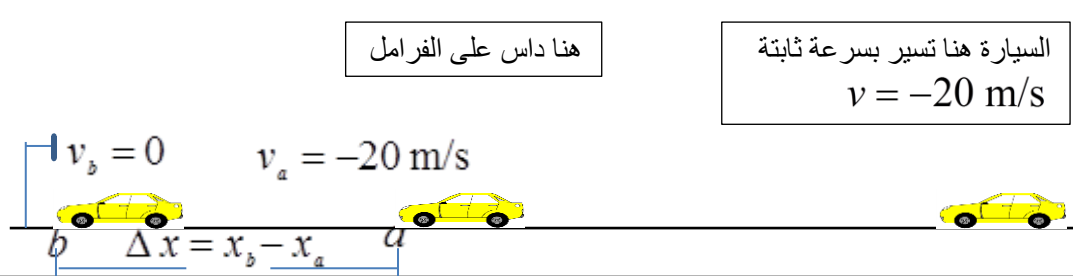 هنا داس على الفرامل
السيارة هنا تسير بسرعة ثابتة
v = −20 m/s
v_b = 0
v_a = −20 m/s
b
Δx = x_b − x_a
a